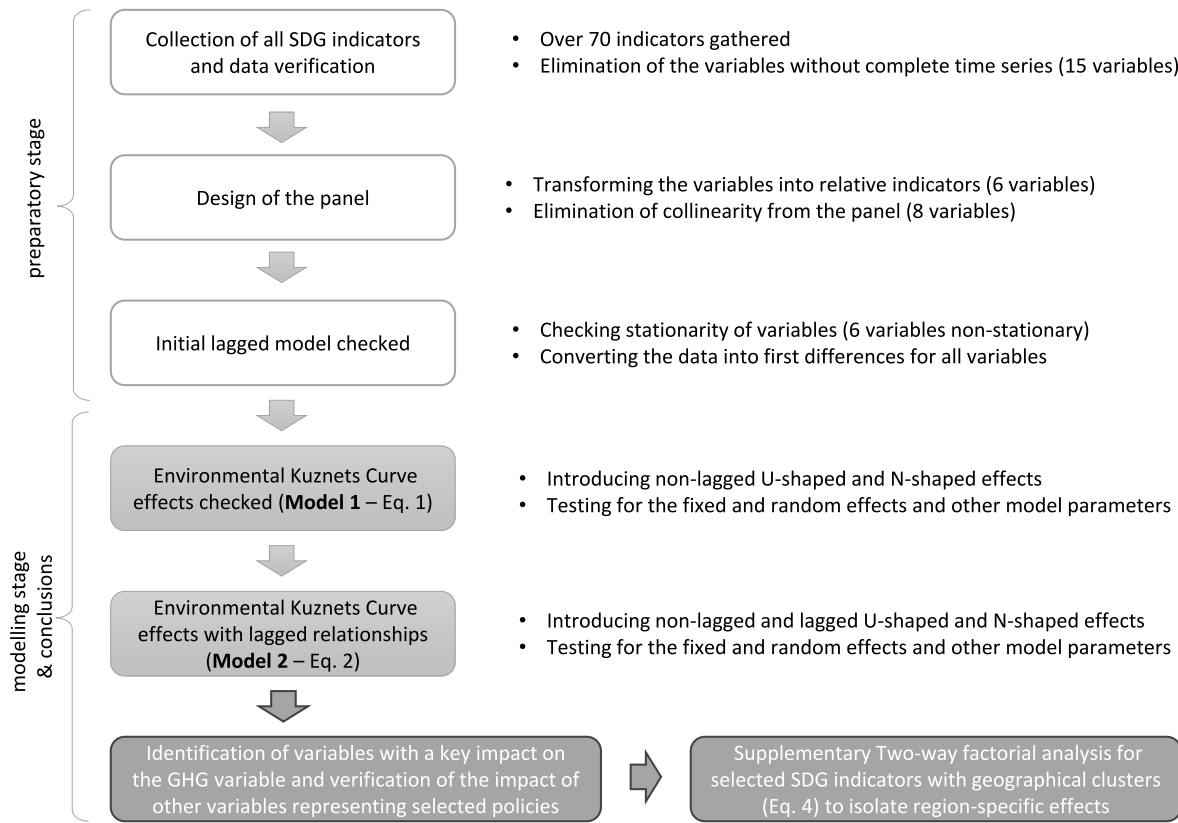 preparatory stage
Collection of all SDG indicators
and data verification
• Over 70 indicators gathered
• Elimination of the variables without complete time series (15 variables)
Design of the panel
• Transforming the variables into relative indicators (6 variables)
• Elimination of collinearity from the panel (8 variables)
Initial lagged model checked
• Checking stationarity of variables (6 variables non-stationary)
• Converting the data into first differences for all variables
modelling stage
& conclusions
Environmental Kuznets Curve
effects checked (Model 1 – Eq. 1)
• Introducing non-lagged U-shaped and N-shaped effects
• Testing for the fixed and random effects and other model parameters
Environmental Kuznets Curve
effects with lagged relationships
(Model 2 – Eq. 2)
• Introducing non-lagged and lagged U-shaped and N-shaped effects
• Testing for the fixed and random effects and other model parameters
Identification of variables with a key impact on
the GHG variable and verification of the impact of
other variables representing selected policies
Supplementary Two-way factorial analysis for
selected SDG indicators with geographical clusters
(Eq. 4) to isolate region-specific effects